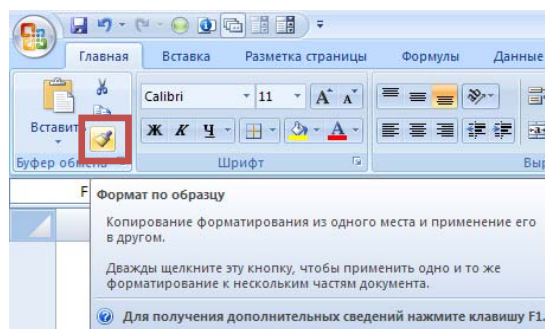 Главная Вставка Разметка страницы Формулы Данные
Calibri 11 А А
Вставить
Ж К Ч А
Буфер обмена Шрифт Выр
F
Формат по образцу
Копирование форматирования из одного места и применение его
в другом.
Дважды щелкните эту кнопку, чтобы применить одно и то же
форматирование к нескольким частям документа.
Для получения дополнительных сведений нажмите клавишу F1.